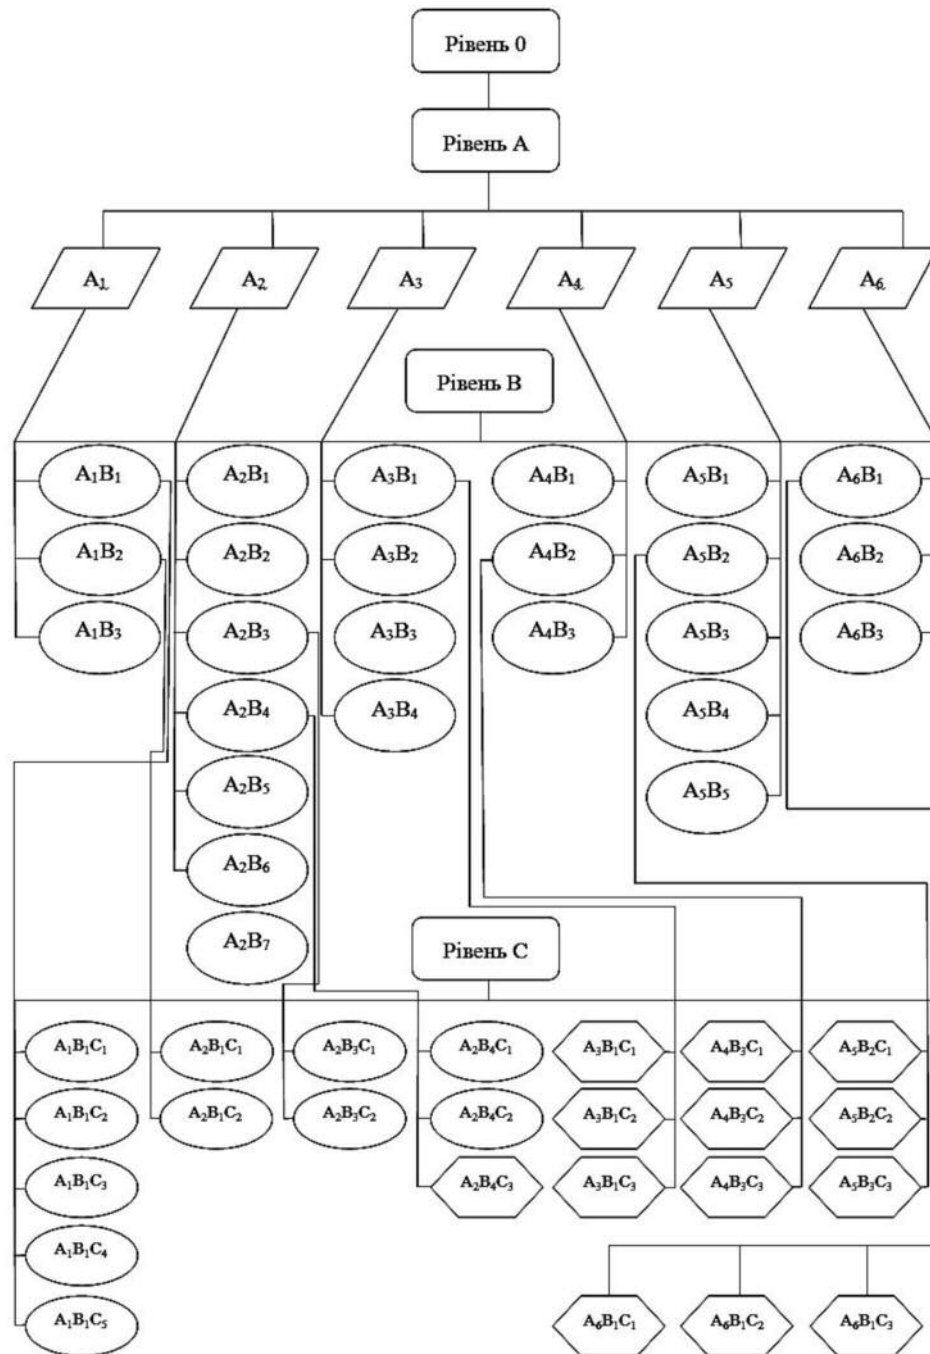 Рівень 0
Рівень А
A₁ A₂ A₃ A₄ A₅ A₆
Рівень В
A₁B₁ A₂B₁ A₃B₁ A₄B₁ A₅B₁ A₆B₁
A₁B₂ A₂B₂ A₃B₂ A₄B₂ A₅B₂ A₆B₂
A₁B₃ A₂B₃ A₃B₃ A₄B₃ A₅B₃ A₆B₃
A₂B₄ A₃B₄ A₅B₄
A₂B₅ A₅B₅
A₂B₆
A₂B₇
Рівень С
A₁B₁C₁ A₂B₁C₁ A₂B₃C₁ A₂B₄C₁ A₃B₁C₁ A₄B₃C₁ A₅B₂C₁
A₁B₁C₂ A₂B₁C₂ A₂B₃C₂ A₂B₄C₂ A₃B₁C₂ A₄B₃C₂ A₅B₂C₂
A₁B₁C₃ A₂B₄C₃ A₃B₁C₃ A₄B₃C₃ A₅B₃C₃
A₁B₁C₄
A₁B₁C₅ A₆B₁C₁ A₆B₁C₂ A₆B₁C₃